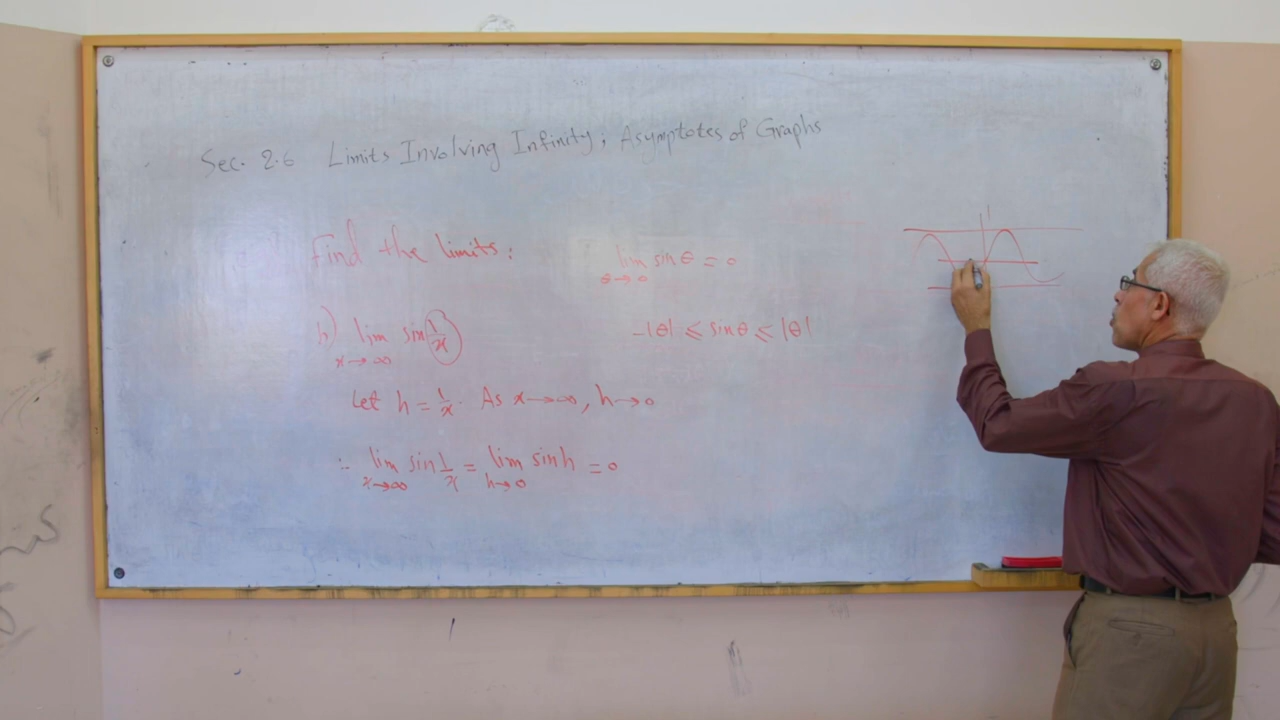 Sec. 2.6 Limits Involving Infinity; Asymptotes of Graphs
Find the limits:
b) lim sin(1/x)
x→∞
Let h = 1/x. As x→∞, h→0
∴ lim sin 1/x = lim sin h = 0
x→∞ h→0
lim sin θ = 0
θ→0
-|θ| ≤ sin θ ≤ |θ|